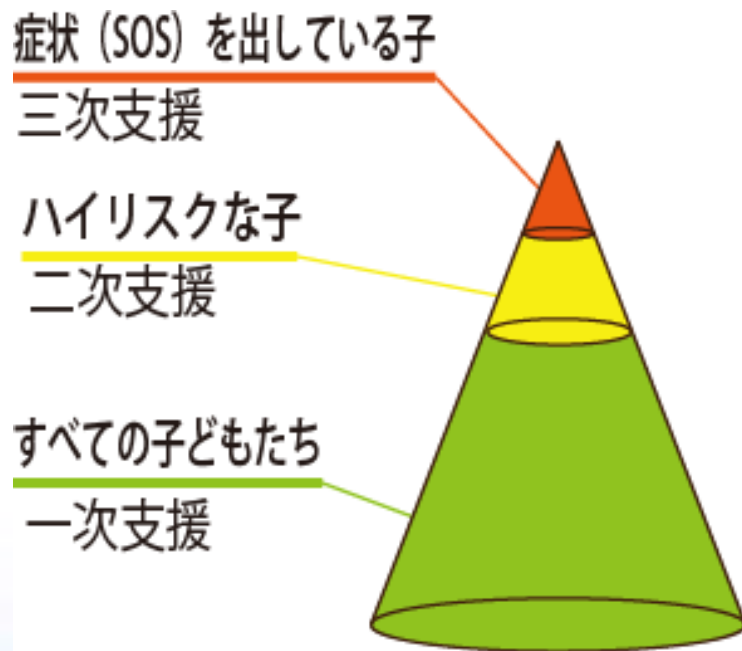 症状（SOS）を出している子
三次支援
ハイリスクな子
二次支援
すべての子どもたち
一次支援